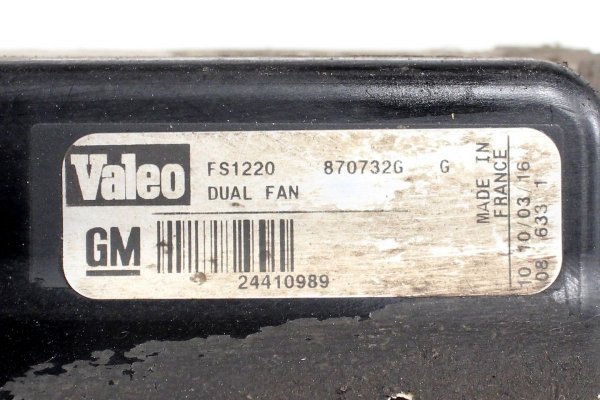 Valeo
FS1220 870732G G
DUAL FAN
GM
24410989
MADE IN
FRANCE
10 10/03/16
08 633 1